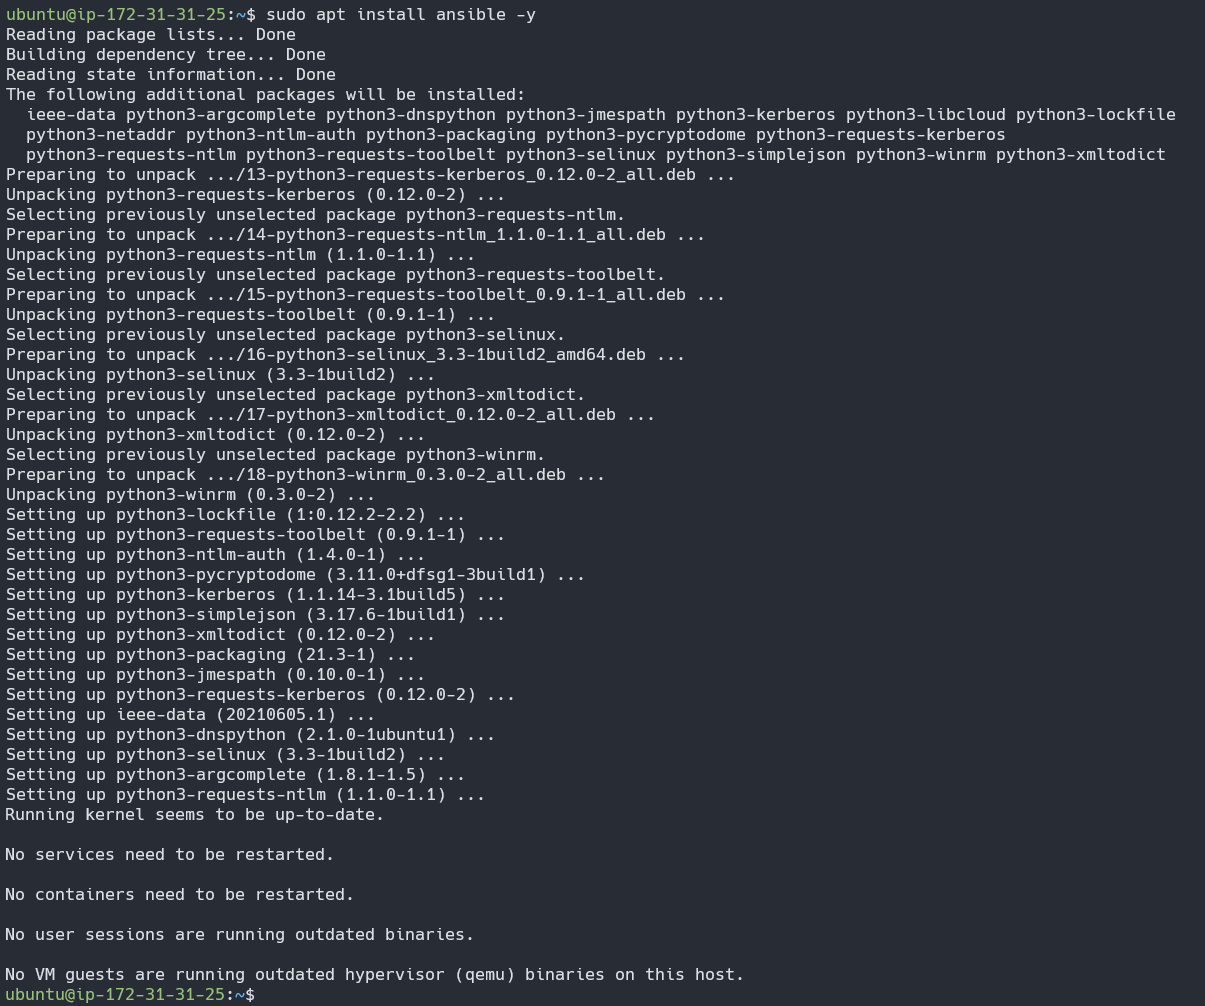 ubuntu@ip-172-31-31-25:~$ sudo apt install ansible -y
Reading package lists... Done
Building dependency tree... Done
Reading state information... Done
The following additional packages will be installed:
  ieee-data python3-argcomplete python3-dnspython python3-jmespath python3-kerberos python3-libcloud python3-lockfile
  python3-netaddr python3-ntlm-auth python3-packaging python3-pycryptodome python3-requests-kerberos
  python3-requests-ntlm python3-requests-toolbelt python3-selinux python3-simplejson python3-winrm python3-xmltodict
Preparing to unpack .../13-python3-requests-kerberos_0.12.0-2_all.deb ...
Unpacking python3-requests-kerberos (0.12.0-2) ...
Selecting previously unselected package python3-requests-ntlm.
Preparing to unpack .../14-python3-requests-ntlm_1.1.0-1.1_all.deb ...
Unpacking python3-requests-ntlm (1.1.0-1.1) ...
Selecting previously unselected package python3-requests-toolbelt.
Preparing to unpack .../15-python3-requests-toolbelt_0.9.1-1_all.deb ...
Unpacking python3-requests-toolbelt (0.9.1-1) ...
Selecting previously unselected package python3-selinux.
Preparing to unpack .../16-python3-selinux_3.3-1build2_amd64.deb ...
Unpacking python3-selinux (3.3-1build2) ...
Selecting previously unselected package python3-xmltodict.
Preparing to unpack .../17-python3-xmltodict_0.12.0-2_all.deb ...
Unpacking python3-xmltodict (0.12.0-2) ...
Selecting previously unselected package python3-winrm.
Preparing to unpack .../18-python3-winrm_0.3.0-2_all.deb ...
Unpacking python3-winrm (0.3.0-2) ...
Setting up python3-lockfile (1:0.12.2-2.2) ...
Setting up python3-requests-toolbelt (0.9.1-1) ...
Setting up python3-ntlm-auth (1.4.0-1) ...
Setting up python3-pycryptodome (3.11.0+dfsg1-3build1) ...
Setting up python3-kerberos (1.1.14-3.1build5) ...
Setting up python3-simplejson (3.17.6-1build1) ...
Setting up python3-xmltodict (0.12.0-2) ...
Setting up python3-packaging (21.3-1) ...
Setting up python3-jmespath (0.10.0-1) ...
Setting up python3-requests-kerberos (0.12.0-2) ...
Setting up ieee-data (20210605.1) ...
Setting up python3-dnspython (2.1.0-1ubuntu1) ...
Setting up python3-selinux (3.3-1build2) ...
Setting up python3-argcomplete (1.8.1-1.5) ...
Setting up python3-requests-ntlm (1.1.0-1.1) ...
Running kernel seems to be up-to-date.

No services need to be restarted.

No containers need to be restarted.

No user sessions are running outdated binaries.

No VM guests are running outdated hypervisor (qemu) binaries on this host.
ubuntu@ip-172-31-31-25:~$